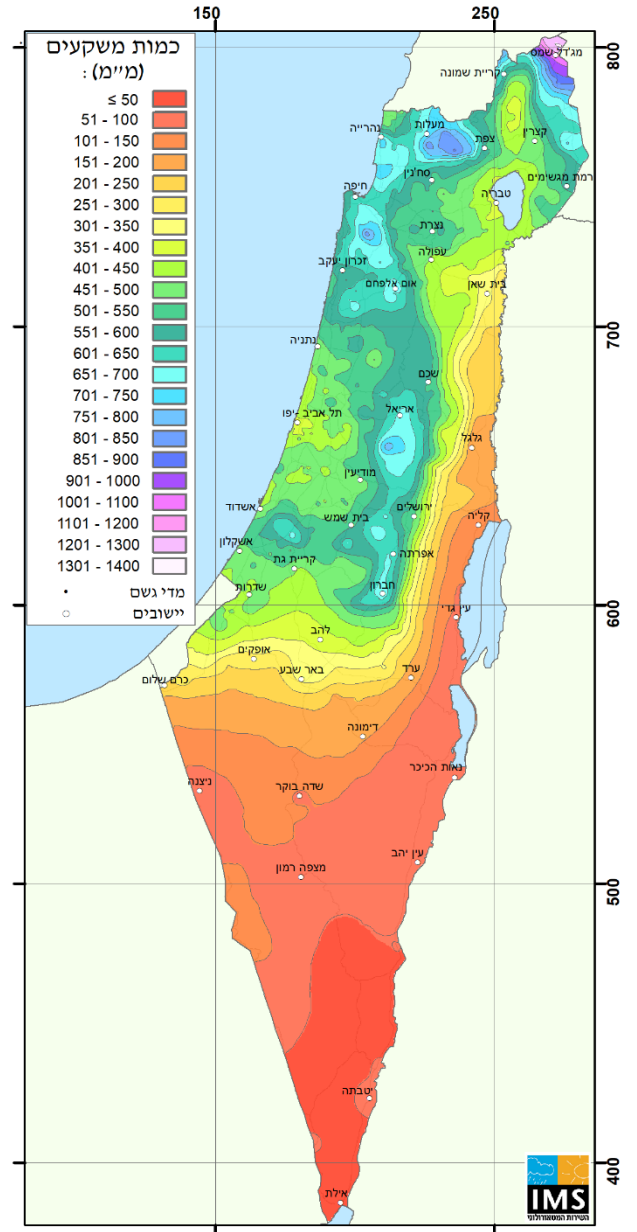 150
250
כמות משקעים
(מ״מ) :
≤ 50
51 - 100
101 - 150
151 - 200
201 - 250
251 - 300
301 - 350
351 - 400
401 - 450
451 - 500
501 - 550
551 - 600
601 - 650
651 - 700
701 - 750
751 - 800
801 - 850
851 - 900
901 - 1000
1001 - 1100
1101 - 1200
1201 - 1300
1301 - 1400
מדי גשם
יישובים
800
700
600
500
400
מג'דל שמס
קריית שמונה
מעלות
נהרייה
צפת
קצרין
סח'נין
רמת מגשימים
חיפה
טבריה
נצרת
עפולה
זכרון יעקב
אום אלפחם
בית שאן
נתניה
שכם
תל אביב -יפו
אריאל
גלגל
מודיעין
אשדוד
ירושלים
קליה
בית שמש
אשקלון
אפרתה
קריית גת
שדרות
חברון
עין גדי
להב
אופקים
באר שבע
ערד
כרם שלום
דימונה
נאות הכיכר
ניצנה
שדה בוקר
עין יהב
מצפה רמון
יטבתה
אילת
IMS
השירות המטאורולוגי